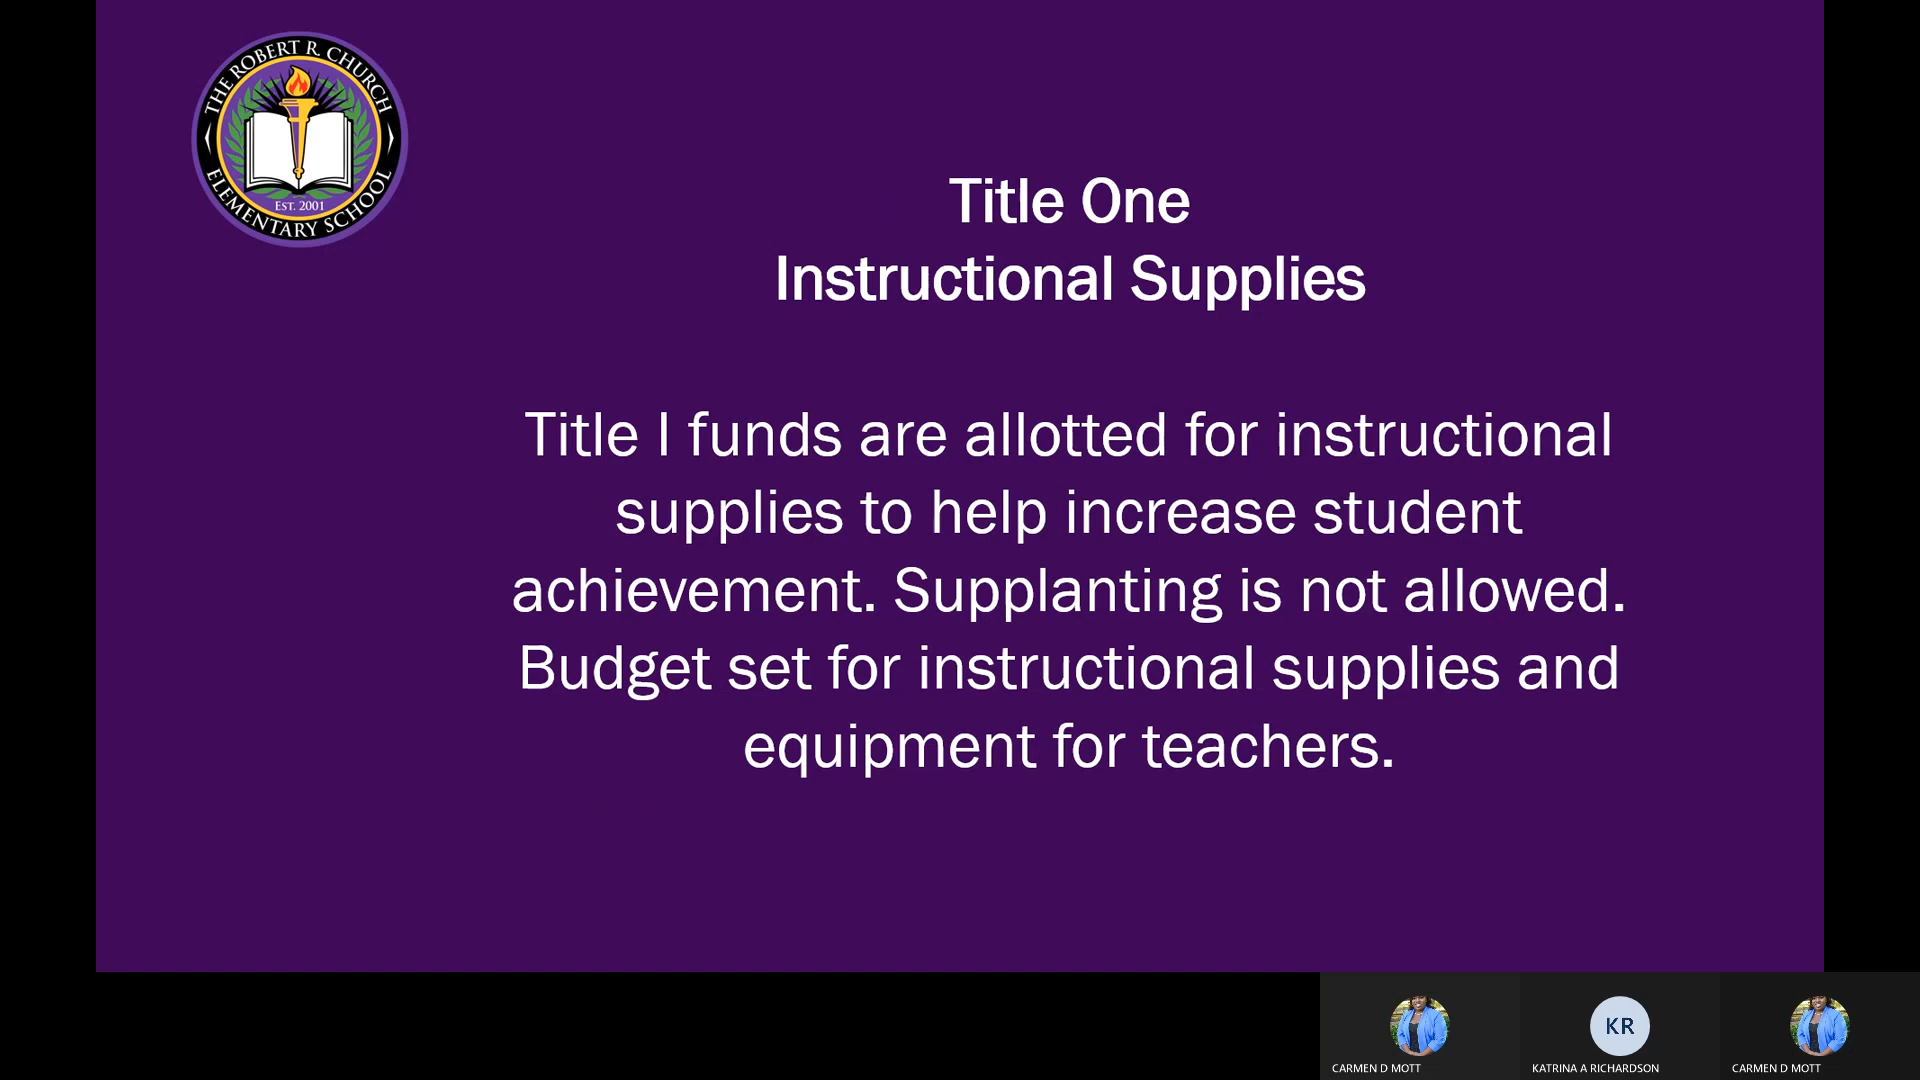 THE ROBERT R. CHURCH
ELEMENTARY SCHOOL
EST. 2001
Title One
Instructional Supplies
Title I funds are allotted for instructional
supplies to help increase student
achievement. Supplanting is not allowed.
Budget set for instructional supplies and
equipment for teachers.
KR
CARMEN D MOTT
KATRINA A RICHARDSON
CARMEN D MOTT